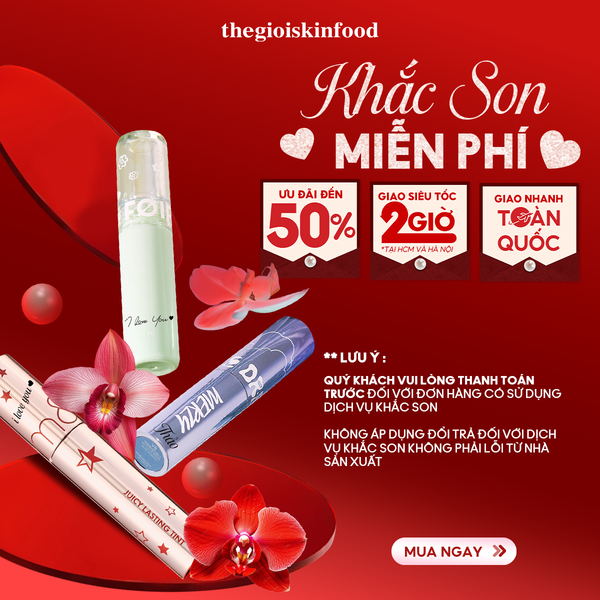 thegioiskinfood
Khắc Son
MIỄN PHÍ
ƯU ĐÃI ĐẾN
50%
GIAO SIÊU TỐC
2GIỜ
*TẠI HCM VÀ HÀ NỘI
GIAO NHANH
TOÀN
QUỐC
I love You♥
i love you♥
JUICY LASTING TINT
MERZY
Thao
** LƯU Ý :
QUÝ KHÁCH VUI LÒNG THANH TOÁN
TRƯỚC ĐỐI VỚI ĐƠN HÀNG CÓ SỬ DỤNG
DỊCH VỤ KHẮC SON
KHÔNG ÁP DỤNG ĐỔI TRẢ ĐỐI VỚI DỊCH
VỤ KHẮC SON KHÔNG PHẢI LỖI TỪ NHÀ
SẢN XUẤT
MUA NGAY